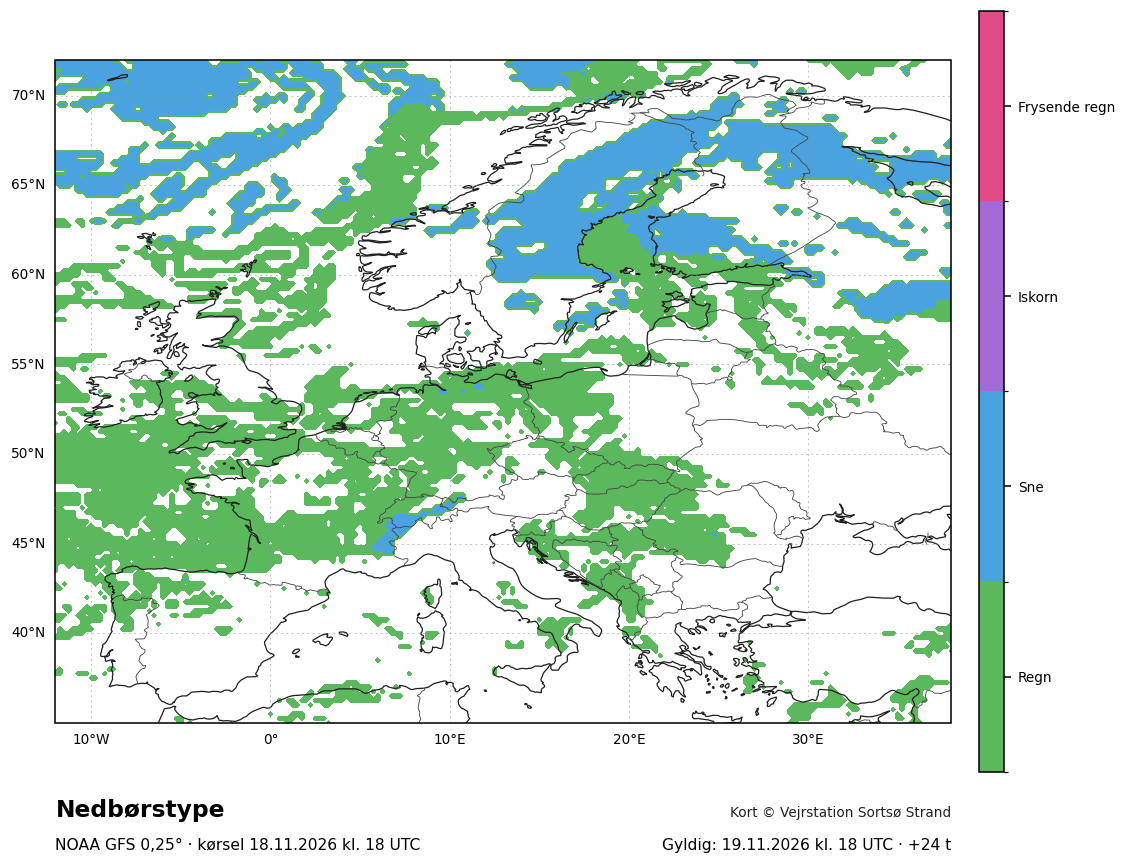 Frysende regn
Iskorn
Sne
Regn
70°N
65°N
60°N
55°N
50°N
45°N
40°N
10°W
0°
10°E
20°E
30°E
Nedbørstype
Kort © Vejrstation Sortsø Strand
NOAA GFS 0,25° · kørsel 18.11.2026 kl. 18 UTC
Gyldig: 19.11.2026 kl. 18 UTC · +24 t